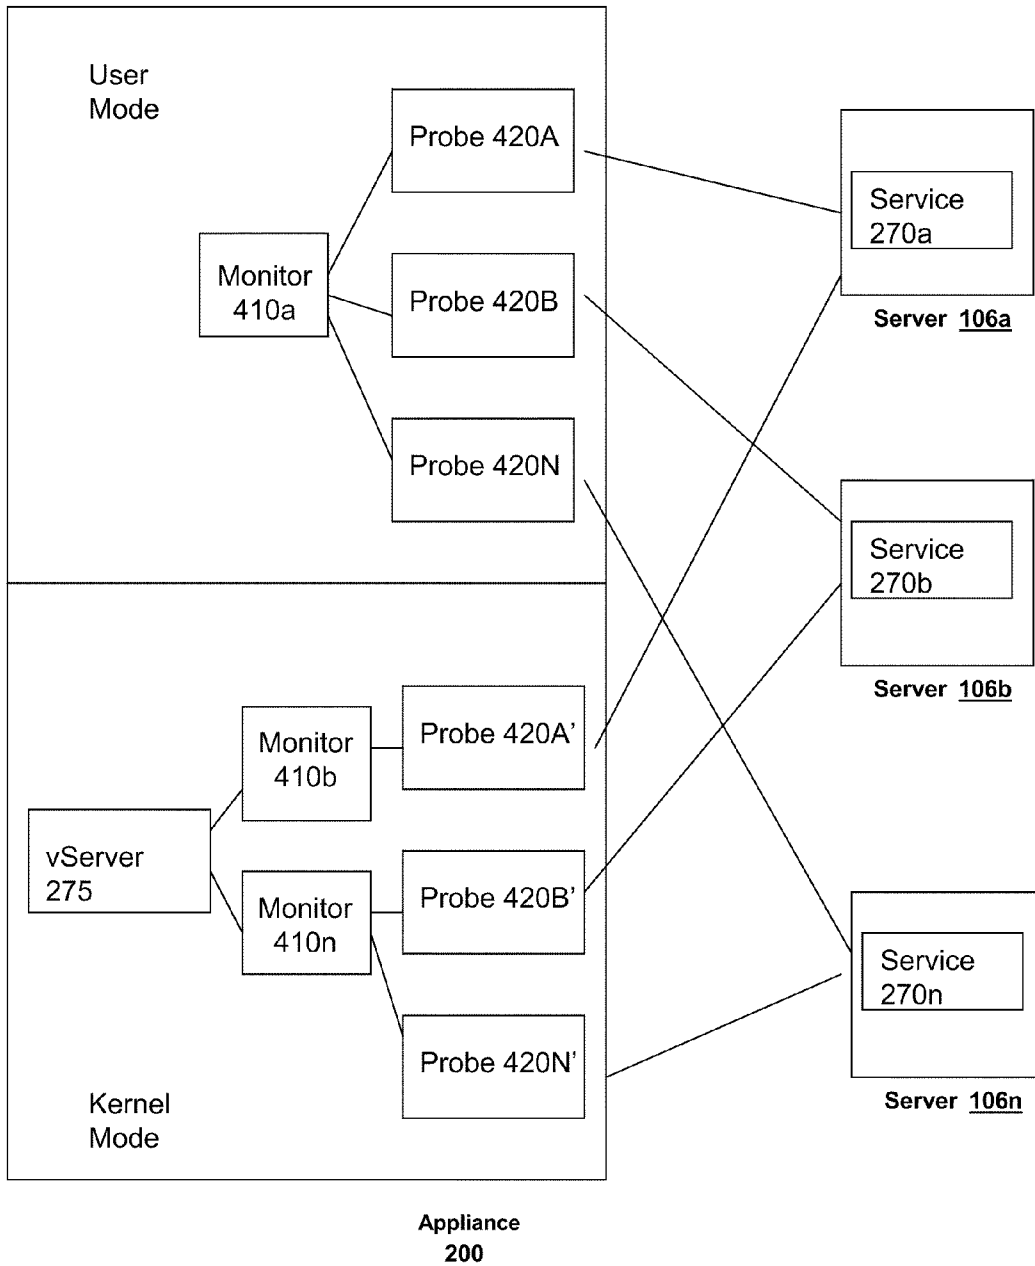 User
Mode
Probe 420A
Monitor
410a
Probe 420B
Probe 420N
Service
270a
Server 106a
Service
270b
Server 106b
Kernel
Mode
vServer
275
Monitor
410b
Monitor
410n
Probe 420A’
Probe 420B’
Probe 420N’
Service
270n
Server 106n
Appliance
200